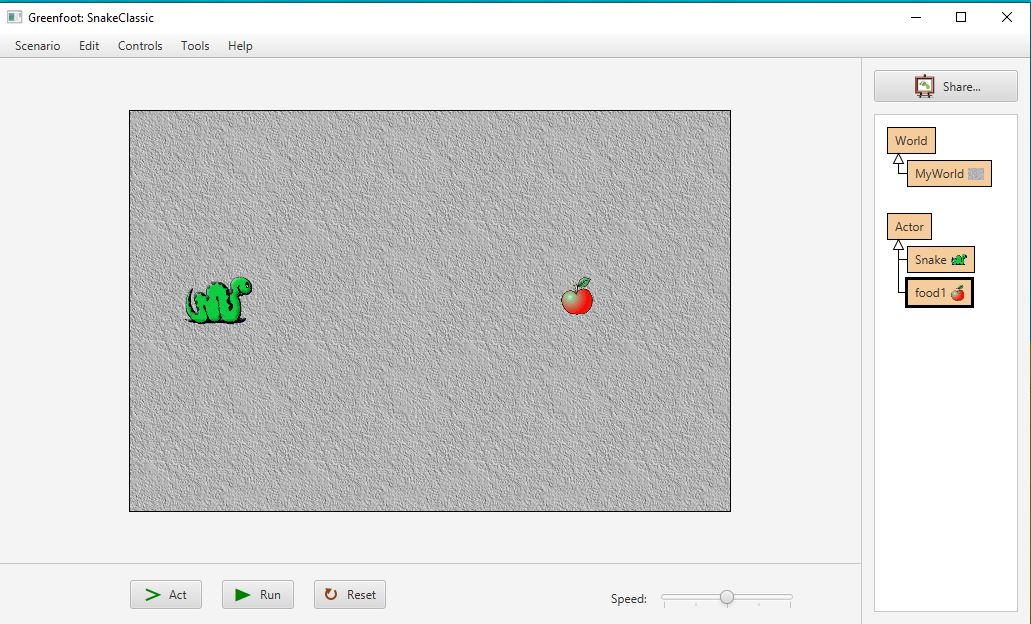 Greenfoot: SnakeClassic
Scenario Edit Controls Tools Help
Share...
World
MyWorld
Actor
Snake
food1
Act Run Reset Speed: